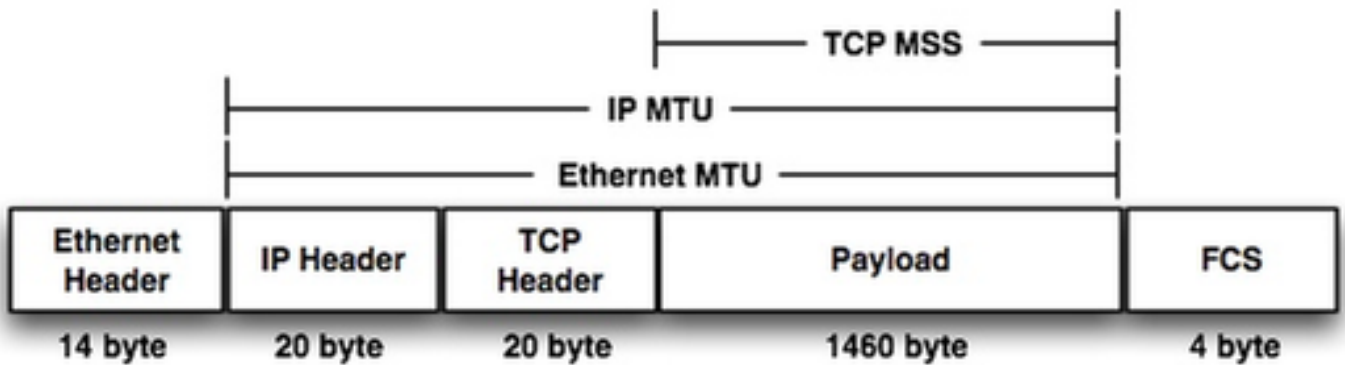 TCP MSS
IP MTU
Ethernet MTU
Ethernet
Header
IP Header
TCP
Header
Payload
FCS
14 byte
20 byte
20 byte
1460 byte
4 byte